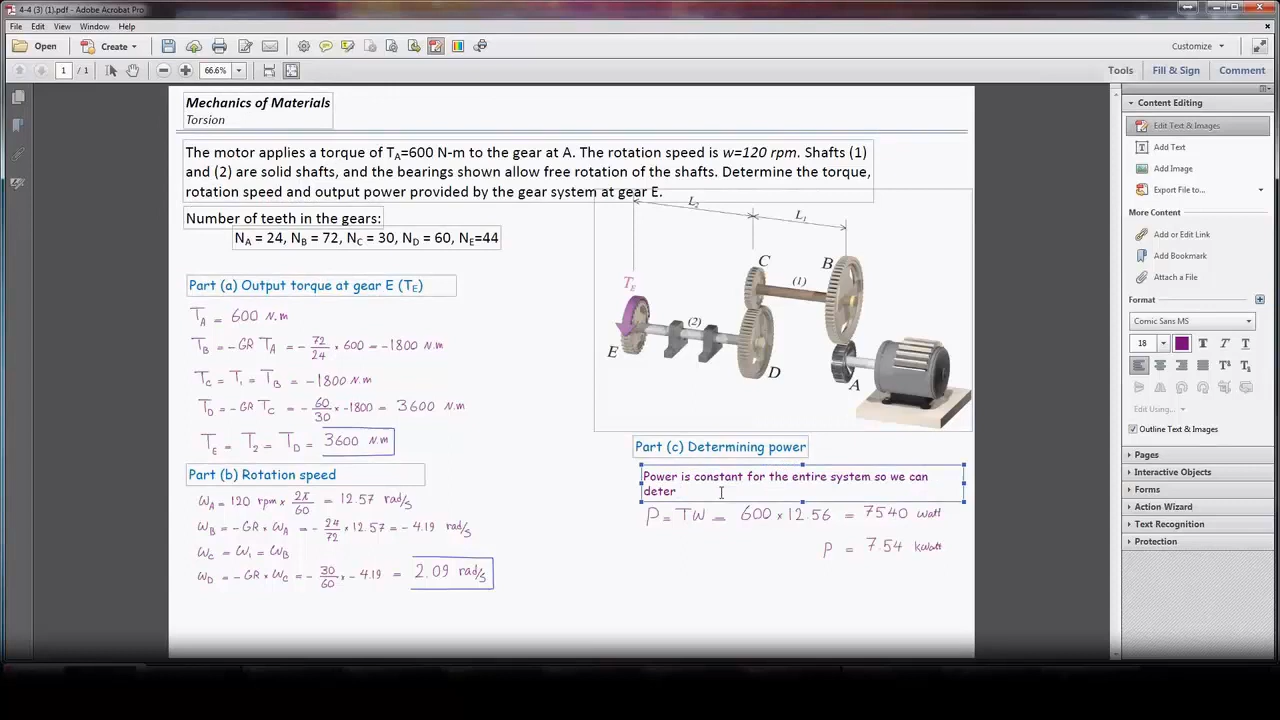 4-4 (3) (1).pdf - Adobe Acrobat Pro
File Edit View Window Help
Open Create Customize
1 / 1 66.6% Tools Fill & Sign Comment
Mechanics of Materials
Torsion
The motor applies a torque of TA=600 N-m to the gear at A. The rotation speed is w=120 rpm. Shafts (1)
and (2) are solid shafts, and the bearings shown allow free rotation of the shafts. Determine the torque,
rotation speed and output power provided by the gear system at gear E.
Number of teeth in the gears:
NA = 24, NB = 72, NC = 30, ND = 60, NE=44
Part (a) Output torque at gear E (TE)
TA = 600 N.m
TB = -GR TA = - 72/24 * 600 = -1800 N.m
TC = T1 = TB = -1800 N.m
TD = -GR TC = - 60/30 * -1800 = 3600 N.m
TE = T2 = TD = 3600 N.m
Part (b) Rotation speed
ωA = 120 rpm * 2π/60 = 12.57 rad/s
ωB = -GR * ωA = - 24/72 * 12.57 = -4.19 rad/s
ωC = ω1 = ωB
ωD = -GR * ωC = - 30/60 * -4.19 = 2.09 rad/s
L2
L1
C
B
TE
(1)
(2)
E
D
A
Part (c) Determining power
Power is constant for the entire system so we can
deter
P = TW = 600 * 12.56 = 7540 watt
P = 7.54 kwatt
Content Editing
Edit Text & Images
Add Text
Add Image
Export File to...
More Content
Add or Edit Link
Add Bookmark
Attach a File
Format
Comic Sans MS
18 T T T
Edit Using...
Outline Text & Images
Pages
Interactive Objects
Forms
Action Wizard
Text Recognition
Protection